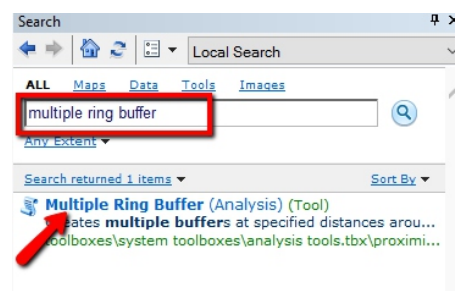 Search
Local Search
ALL Maps Data Tools Images
multiple ring buffer
Any Extent
Search returned 1 items Sort By
Multiple Ring Buffer (Analysis) (Tool)
multiple buffers at specified distances arou...
toolboxes\system toolboxes\analysis tools.tbx\proximi...